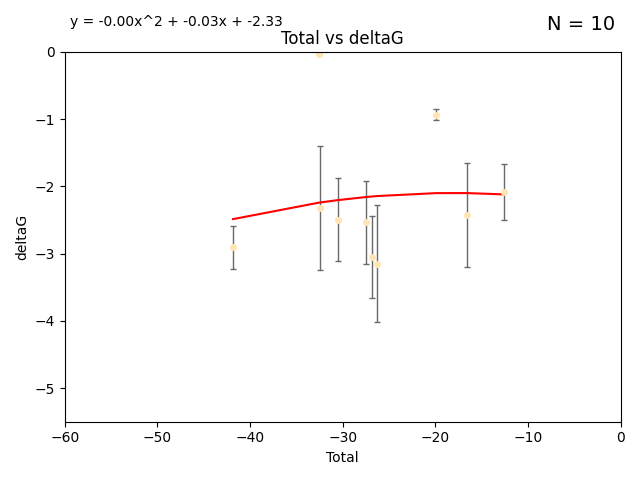 y = -0.00x^2 + -0.03x + -2.33
N = 10
Total vs deltaG
0
−1
−2
−3
−4
−5
deltaG
−60 −50 −40 −30 −20 −10 0
Total